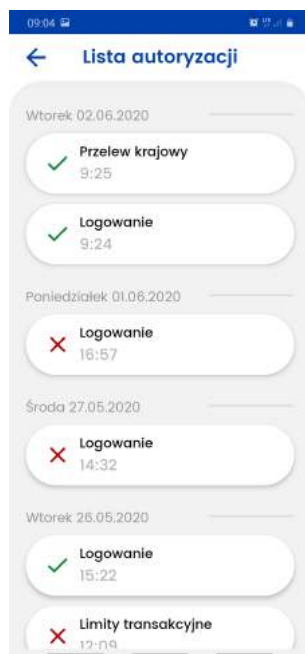 09:04
Lista autoryzacji
Wtorek 02.06.2020
Przelew krajowy
9:25
Logowanie
9:24
Poniedziałek 01.06.2020
Logowanie
16:57
Środa 27.05.2020
Logowanie
14:32
Wtorek 26.05.2020
Logowanie
15:22
Limity transakcyjne
12:09